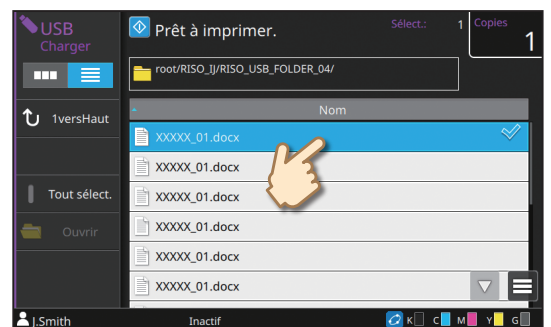 USB
Charger
Prêt à imprimer.
Sélect.: 1
Copies
1
root/RISO_IJ/RISO_USB_FOLDER_04/
1versHaut
Tout sélect.
Ouvrir
Nom
XXXXX_01.docx
XXXXX_01.docx
XXXXX_01.docx
XXXXX_01.docx
XXXXX_01.docx
XXXXX_01.docx
J.Smith
Inactif
K C M Y G